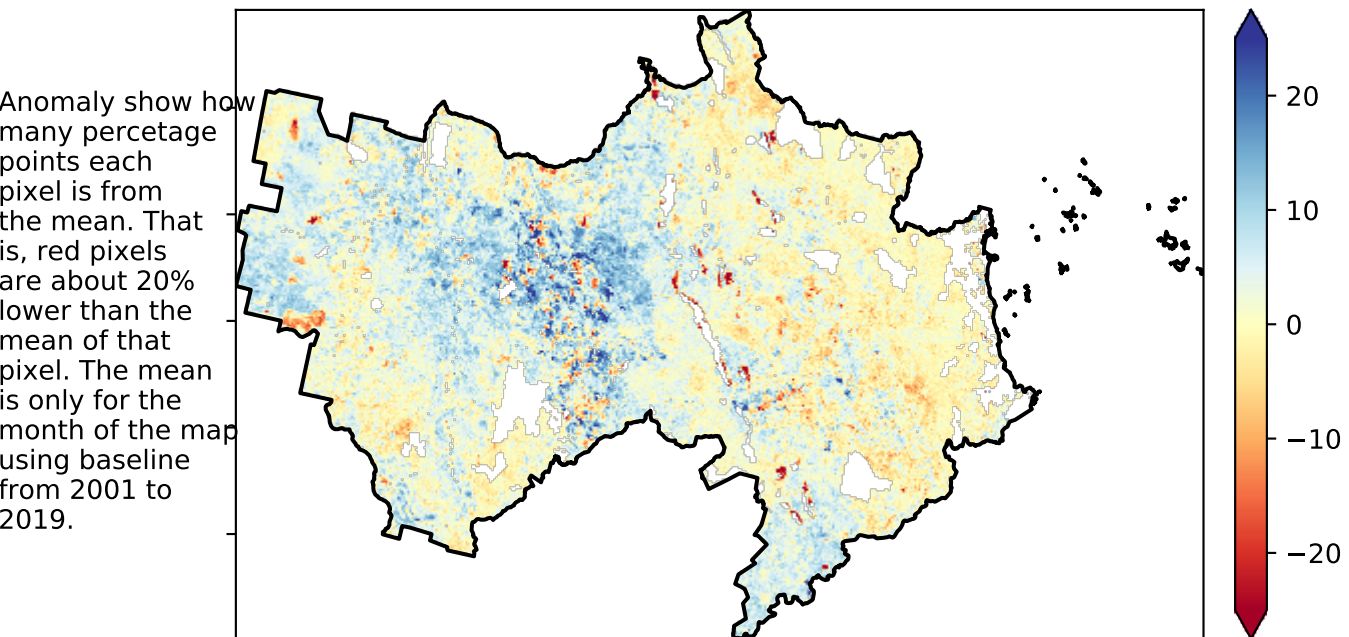 Anomaly show how
many percetage
points each
pixel is from
the mean. That
is, red pixels
are about 20%
lower than the
mean of that
pixel. The mean
is only for the
month of the map
using baseline
from 2001 to
2019.
20
10
0
−10
−20